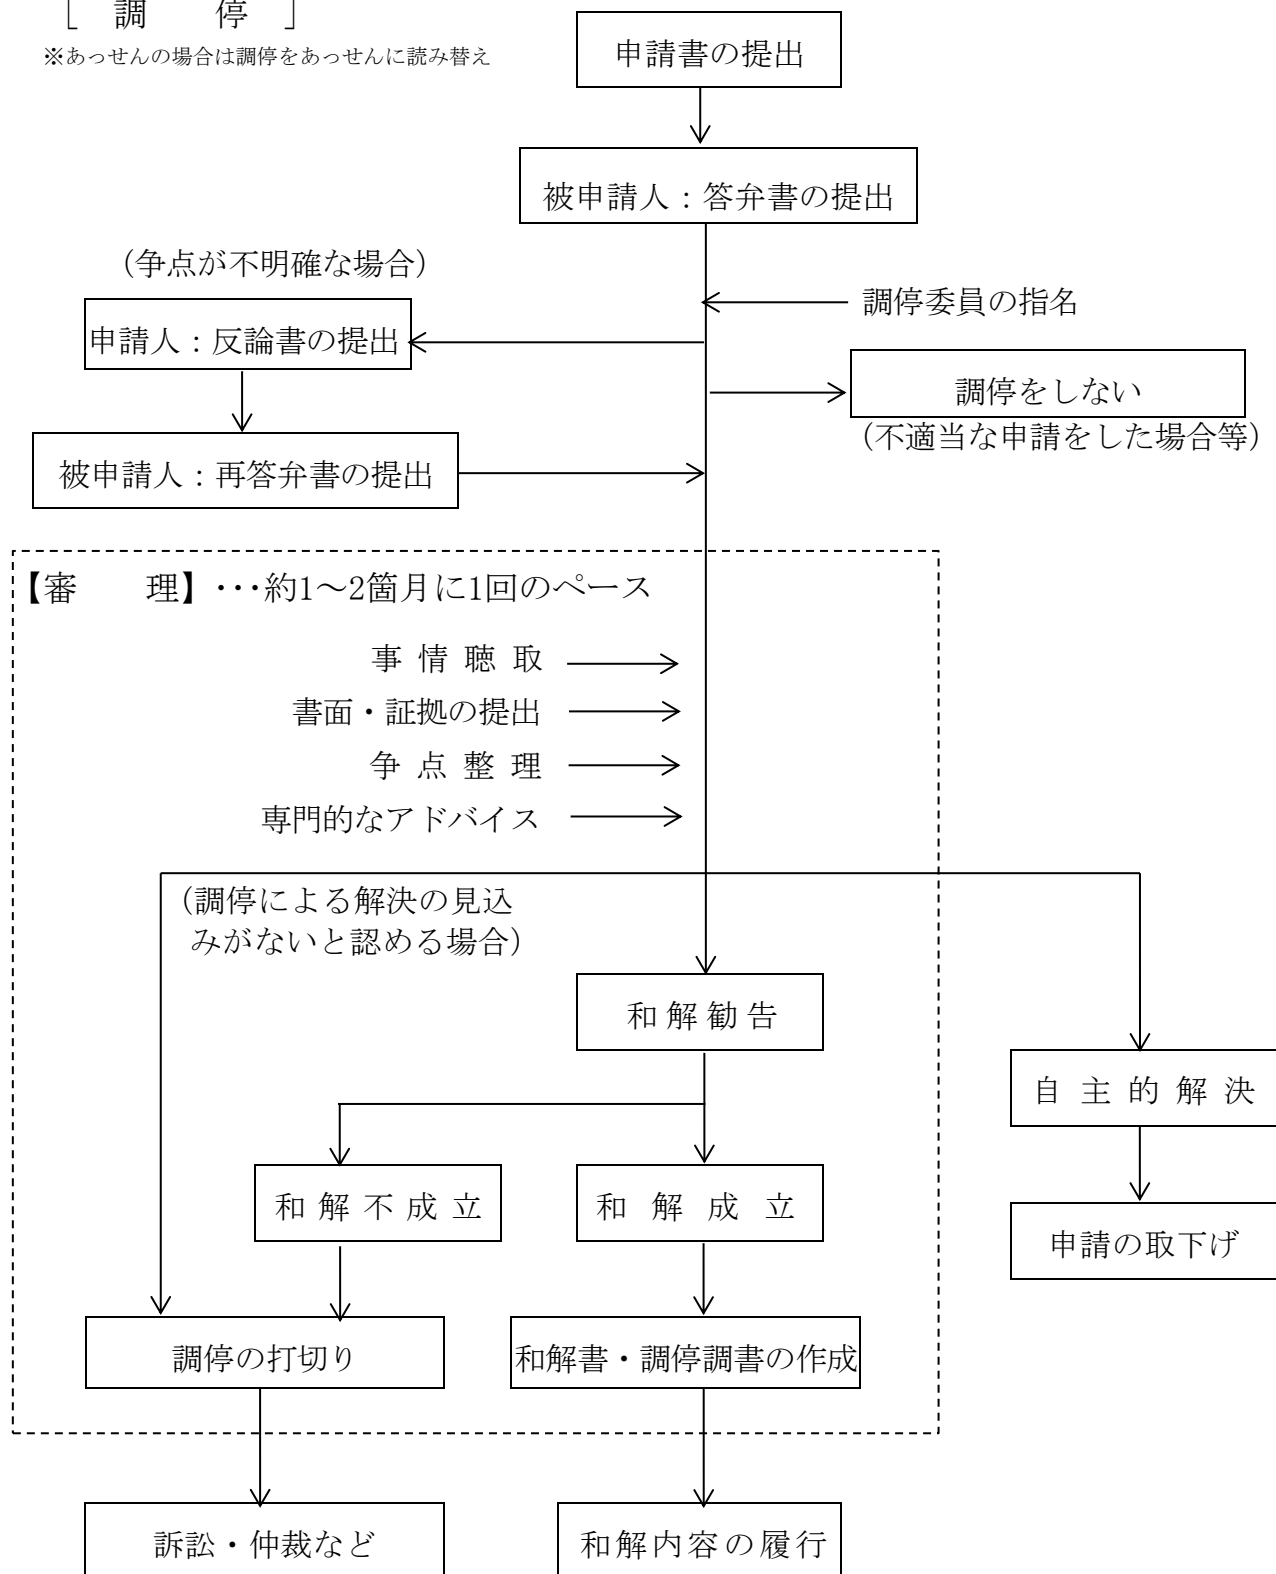 ［　調　　停　］
※あっせんの場合は調停をあっせんに読み替え
申請書の提出
被申請人：答弁書の提出
（争点が不明確な場合）
調停委員の指名
申請人：反論書の提出
調停をしない
（不適当な申請をした場合等）
被申請人：再答弁書の提出
【審　　理】・・・約1～2箇月に1回のペース
事 情 聴 取
書面・証拠の提出
争 点 整 理
専門的なアドバイス
（調停による解決の見込
みがないと認める場合）
和 解 勧 告
自 主 的 解 決
和 解 不 成 立
和　解　成　立
申請の取下げ
調停の打切り
和解書・調停調書の作成
訴訟・仲裁など
和解内容の履行